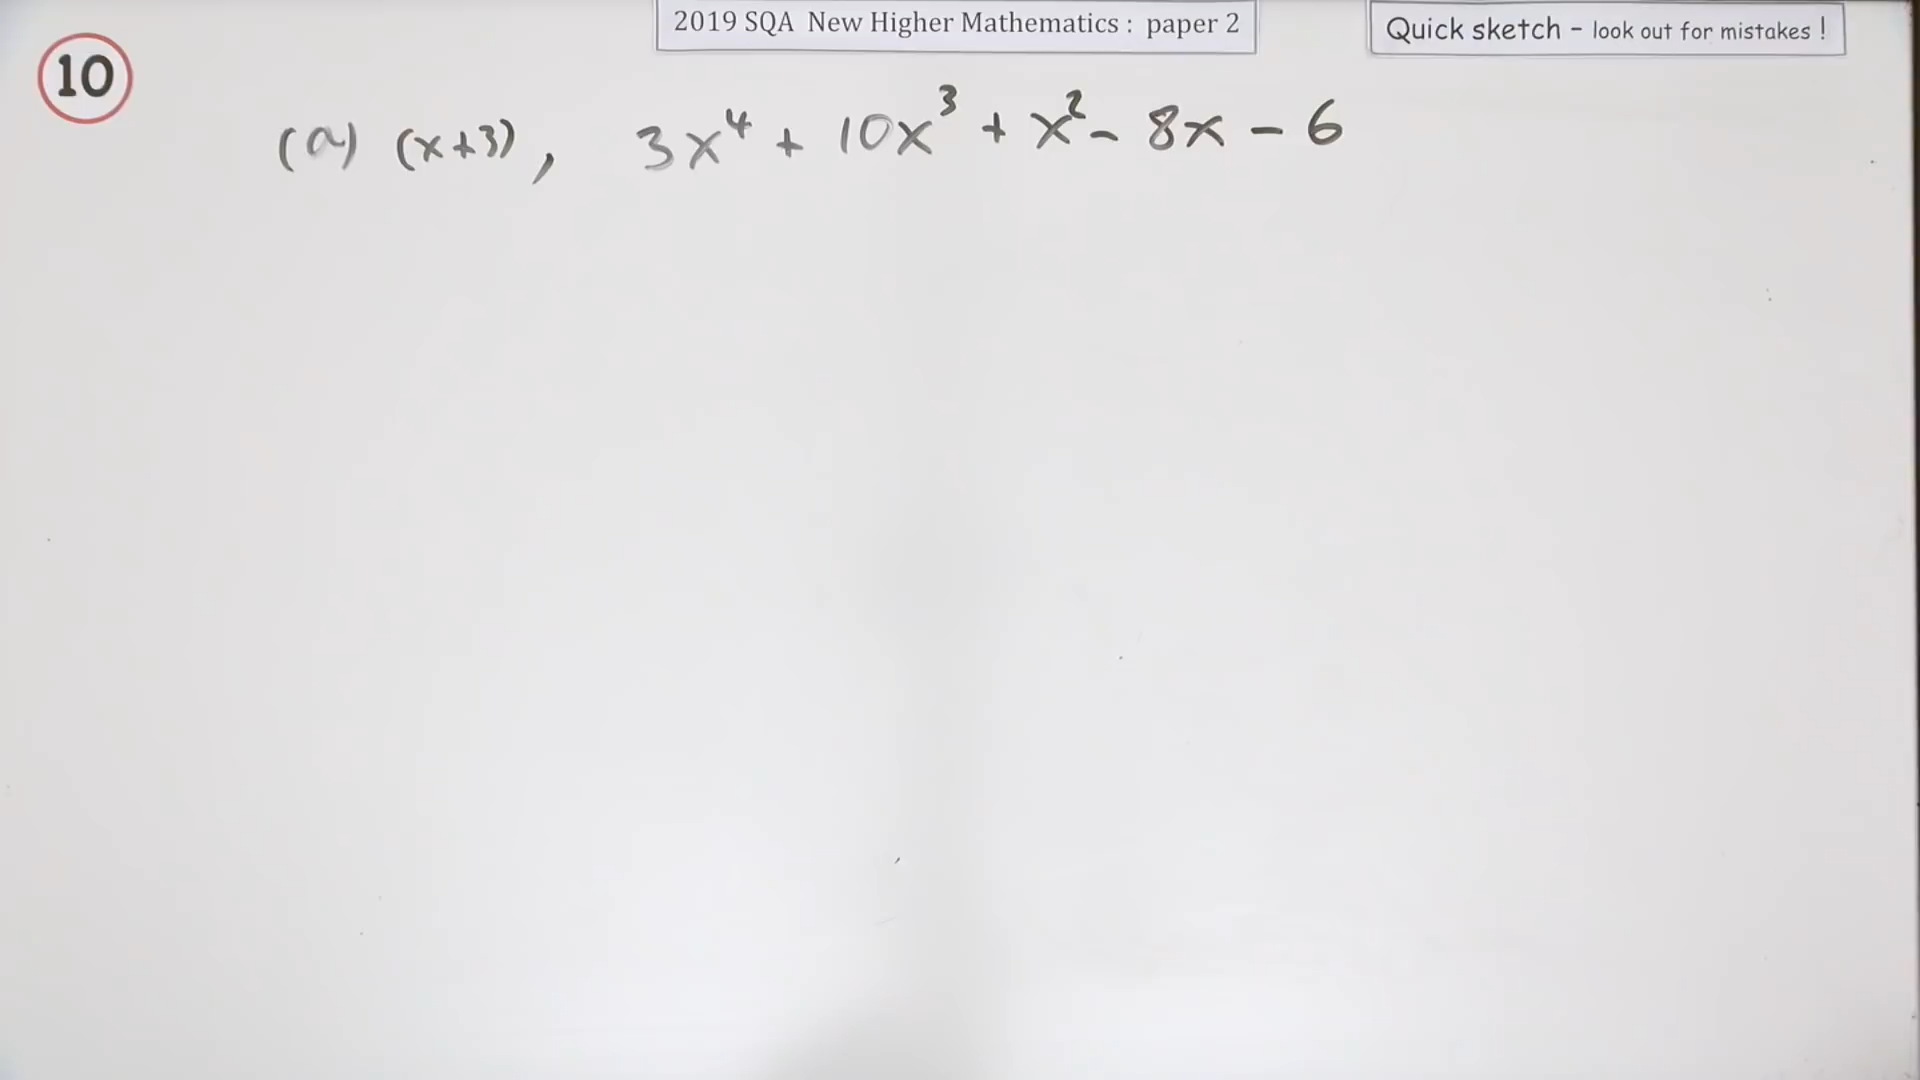 2019 SQA New Higher Mathematics : paper 2
Quick sketch - look out for mistakes !
10
(a) (x+3), 3x⁴ + 10x³ + x² - 8x - 6